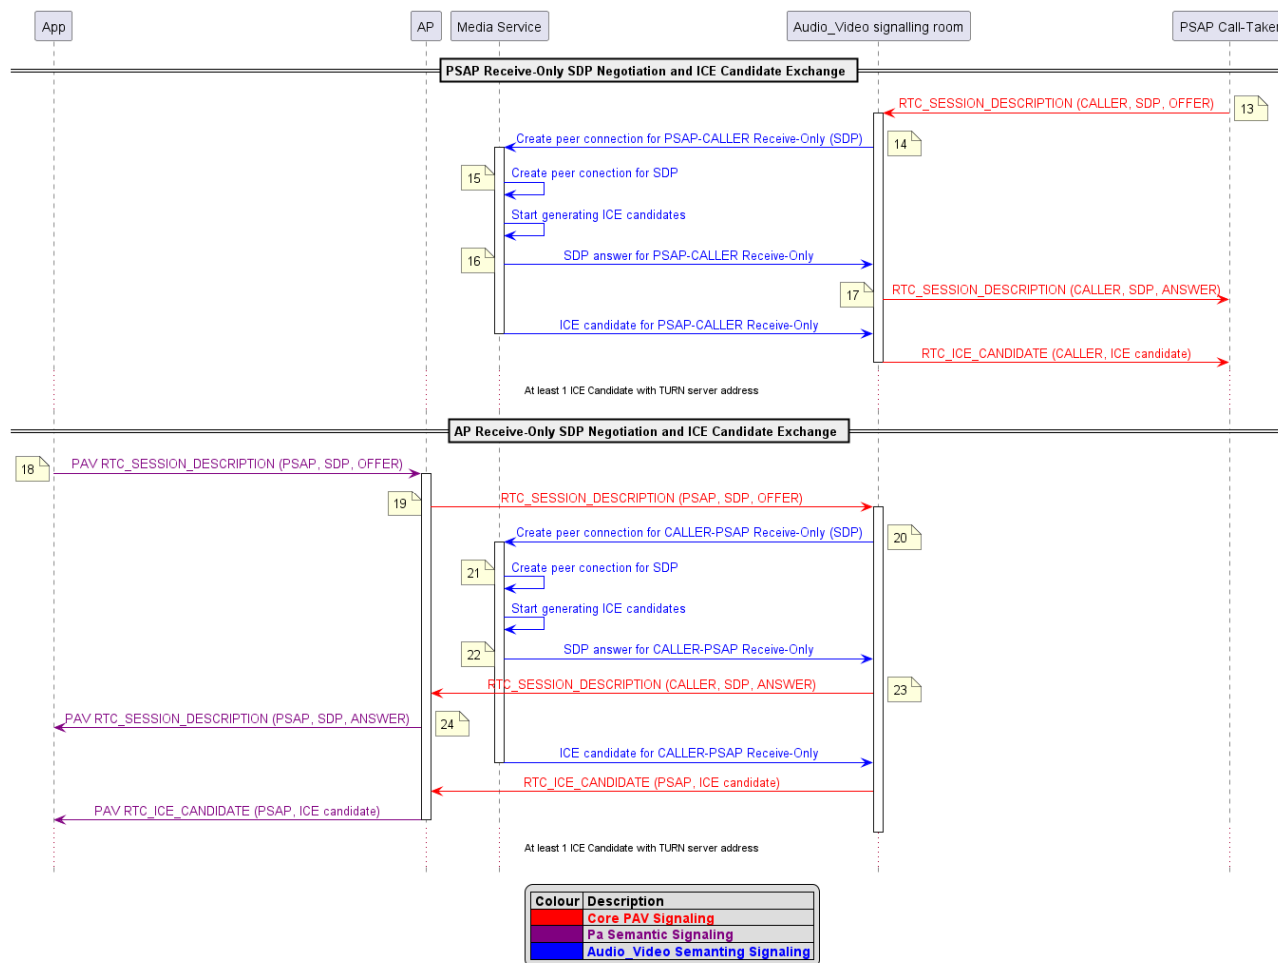 App
AP
Media Service
Audio_Video signalling room
PSAP Call-Taker
PSAP Receive-Only SDP Negotiation and ICE Candidate Exchange
RTC_SESSION_DESCRIPTION (CALLER, SDP, OFFER)
13
Create peer connection for PSAP-CALLER Receive-Only (SDP)
14
15
Create peer conection for SDP
Start generating ICE candidates
16
SDP answer for PSAP-CALLER Receive-Only
17
RTC_SESSION_DESCRIPTION (CALLER, SDP, ANSWER)
ICE candidate for PSAP-CALLER Receive-Only
RTC_ICE_CANDIDATE (CALLER, ICE candidate)
At least 1 ICE Candidate with TURN server address
AP Receive-Only SDP Negotiation and ICE Candidate Exchange
18
PAV RTC_SESSION_DESCRIPTION (PSAP, SDP, OFFER)
19
RTC_SESSION_DESCRIPTION (PSAP, SDP, OFFER)
Create peer connection for CALLER-PSAP Receive-Only (SDP)
20
21
Create peer conection for SDP
Start generating ICE candidates
22
SDP answer for CALLER-PSAP Receive-Only
RTC_SESSION_DESCRIPTION (CALLER, SDP, ANSWER)
23
PAV RTC_SESSION_DESCRIPTION (PSAP, SDP, ANSWER)
24
ICE candidate for CALLER-PSAP Receive-Only
RTC_ICE_CANDIDATE (PSAP, ICE candidate)
PAV RTC_ICE_CANDIDATE (PSAP, ICE candidate)
At least 1 ICE Candidate with TURN server address
Colour Description
Core PAV Signaling
Pa Semantic Signaling
Audio_Video Semanting Signaling